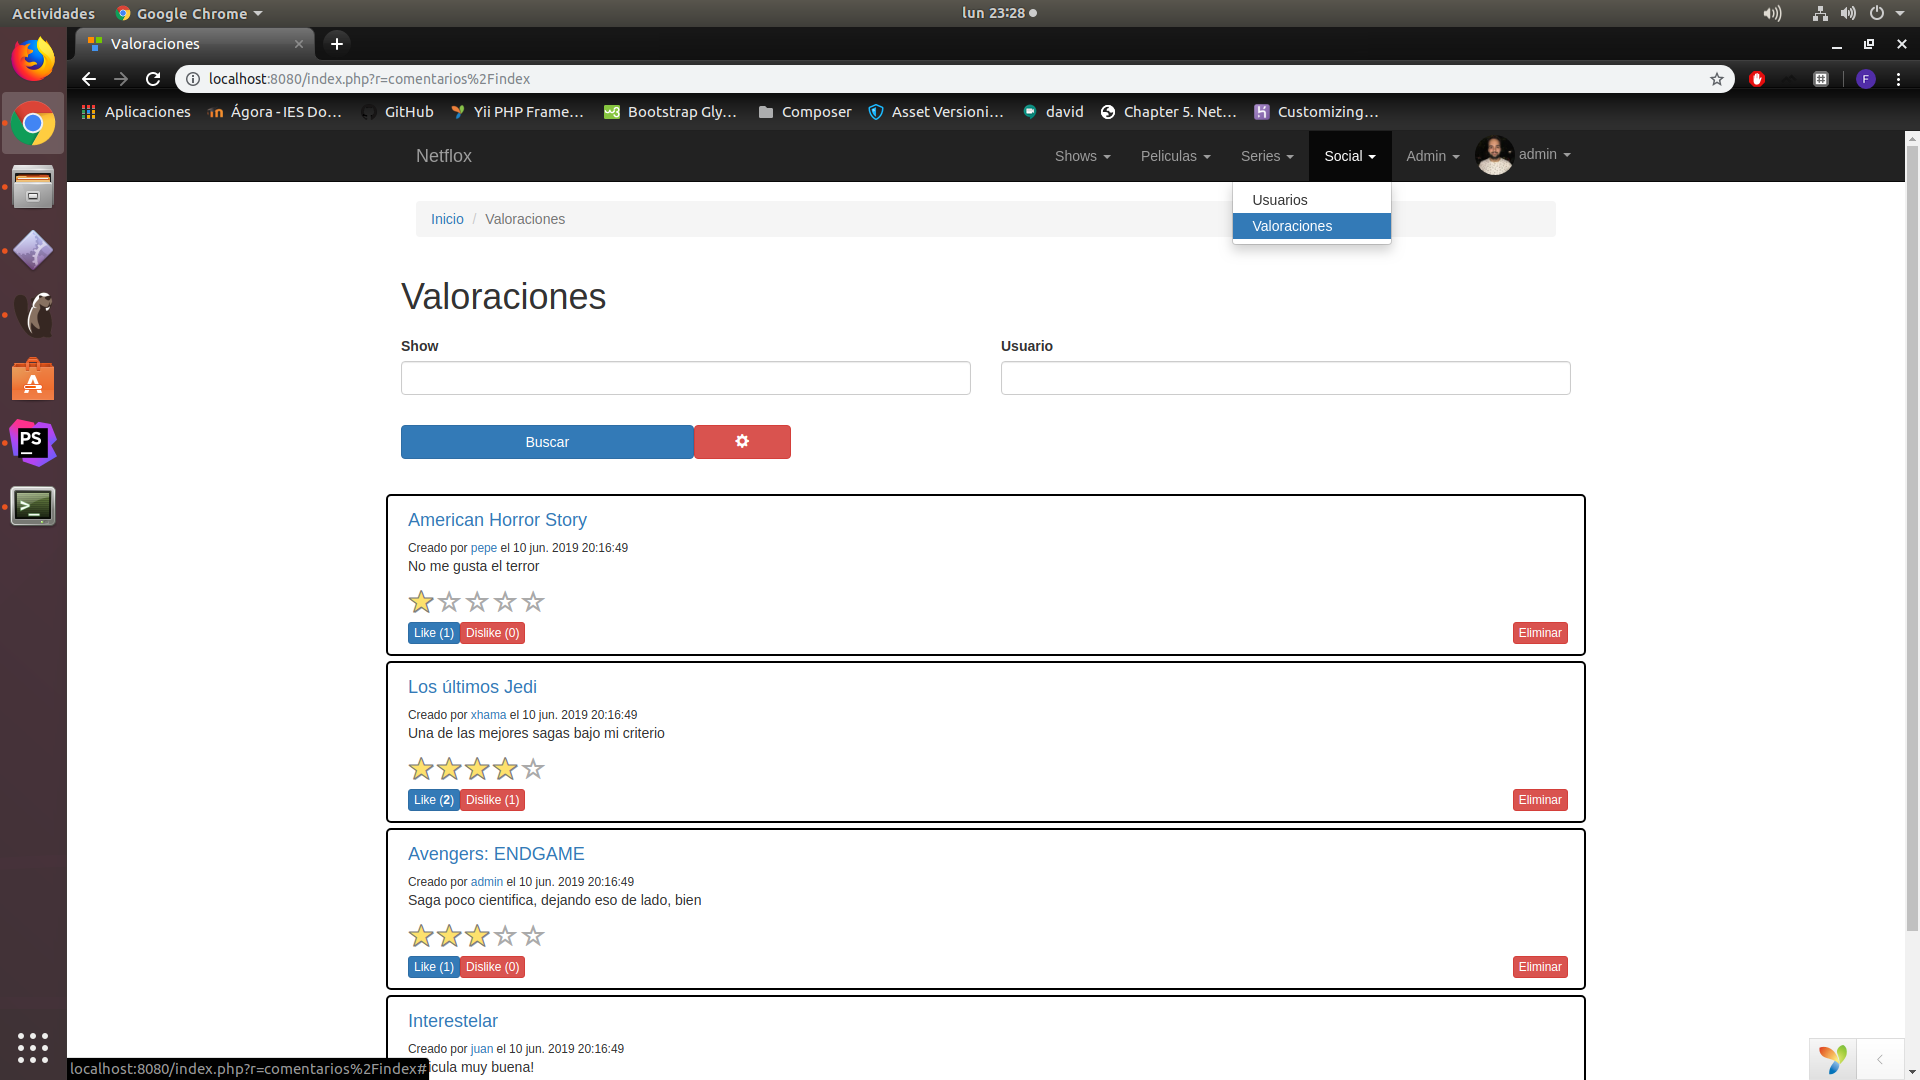 Actividades
Google Chrome
lun 23:28
Valoraciones
localhost:8080/index.php?r=comentarios%2Findex
F
Aplicaciones
Ágora - IES Do…
GitHub
Yii PHP Frame…
Bootstrap Gly…
Composer
Asset Versioni…
david
Chapter 5. Net…
Customizing…
Netflox
Shows
Peliculas
Series
Social
Admin
admin
Usuarios
Valoraciones
Inicio / Valoraciones
Valoraciones
Show
Usuario
Buscar
American Horror Story
Creado por pepe el 10 jun. 2019 20:16:49
No me gusta el terror
Like (1) Dislike (0)
Eliminar
Los últimos Jedi
Creado por xhama el 10 jun. 2019 20:16:49
Una de las mejores sagas bajo mi criterio
Like (2) Dislike (1)
Eliminar
Avengers: ENDGAME
Creado por admin el 10 jun. 2019 20:16:49
Saga poco cientifica, dejando eso de lado, bien
Like (1) Dislike (0)
Eliminar
Interestelar
Creado por juan el 10 jun. 2019 20:16:49
muy buena!
localhost:8080/index.php?r=comentarios%2Findex#
PS